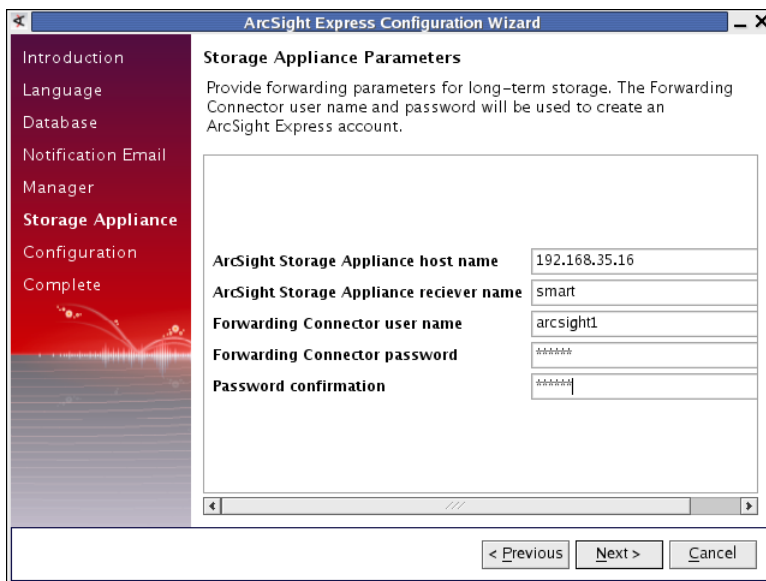 ArcSight Express Configuration Wizard
Introduction
Language
Database
Notification Email
Manager
Storage Appliance
Configuration
Complete
Storage Appliance Parameters
Provide forwarding parameters for long-term storage. The Forwarding
Connector user name and password will be used to create an
ArcSight Express account.
ArcSight Storage Appliance host name 192.168.35.16
ArcSight Storage Appliance reciever name smart
Forwarding Connector user name arcsight1
Forwarding Connector password ******
Password confirmation ******
< Previous Next > Cancel